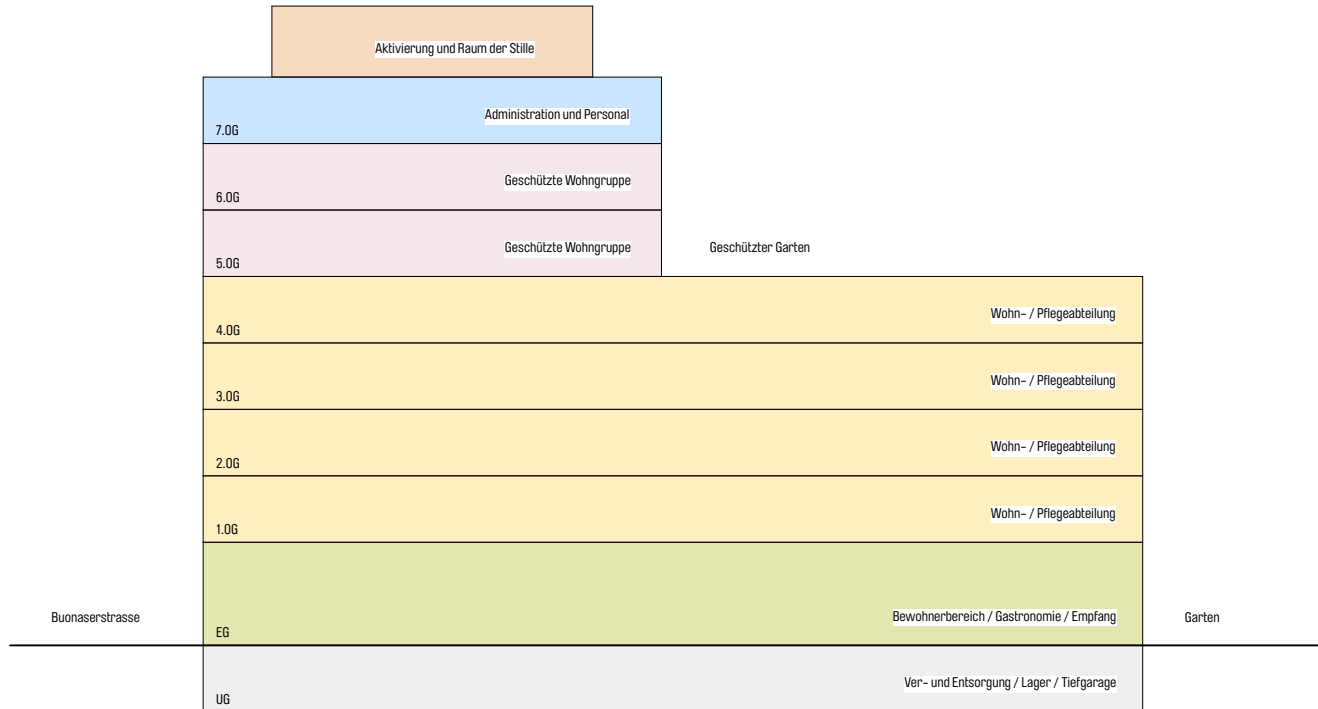 Aktivierung und Raum der Stille
Administration und Personal
7.OG
Geschützte Wohngruppe
6.OG
Geschützte Wohngruppe
Geschützter Garten
5.OG
Wohn- / Pflegeabteilung
4.OG
Wohn- / Pflegeabteilung
3.OG
Wohn- / Pflegeabteilung
2.OG
Wohn- / Pflegeabteilung
1.OG
Buonaserstrasse
Bewohnerbereich / Gastronomie / Empfang
Garten
EG
Ver- und Entsorgung / Lager / Tiefgarage
UG